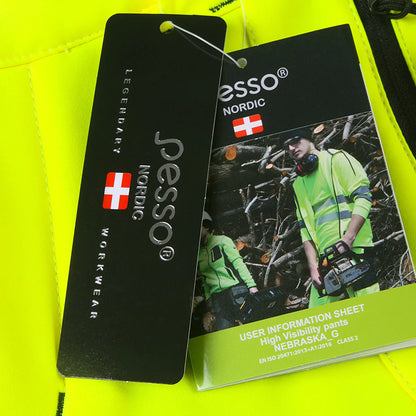 LEGENDARY
pesso®
NORDIC
WORKWEAR
pesso®
NORDIC
USER INFORMATION SHEET
High Visibility pants
NEBRASKA_G
EN ISO 20471:2013+A1:2016 CLASS 2